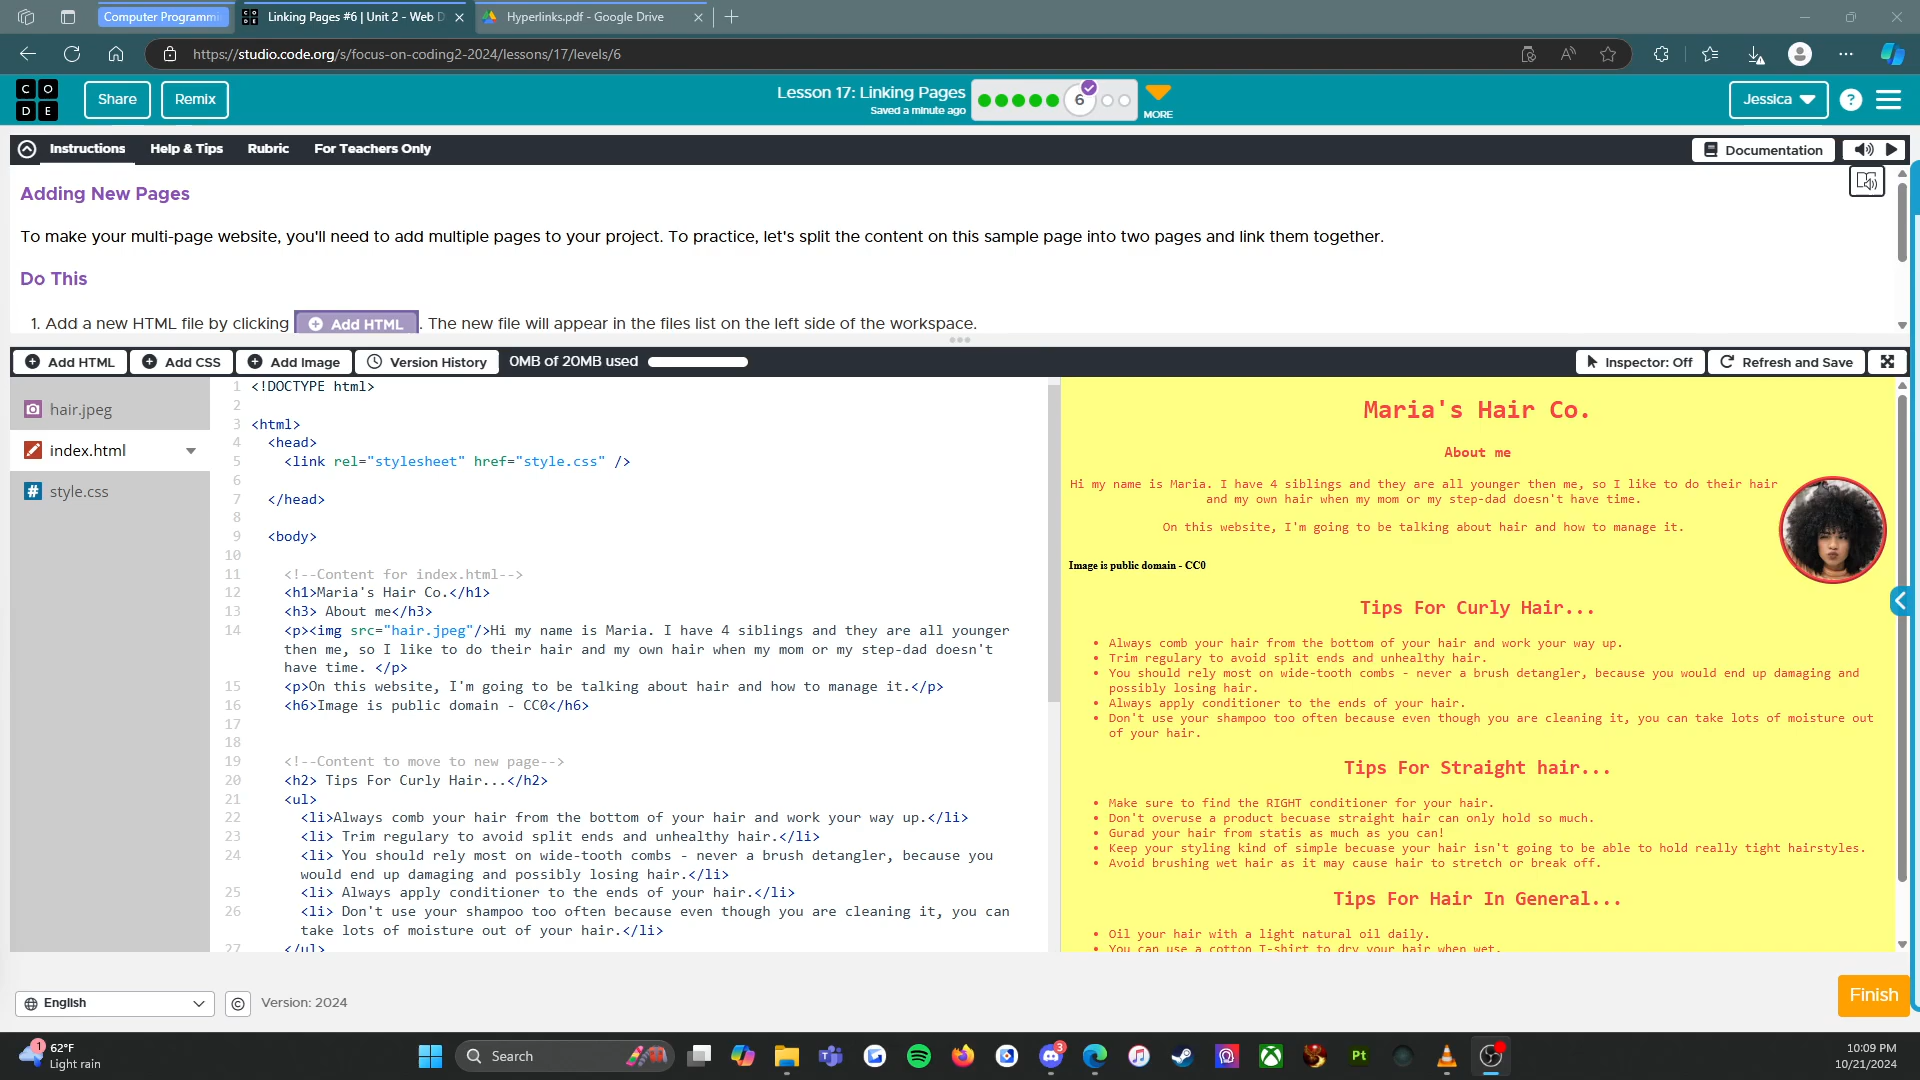 Computer Programmi
Linking Pages #6 | Unit 2 - Web D
Hyperlinks.pdf - Google Drive
https://studio.code.org/s/focus-on-coding2-2024/lessons/17/levels/6
C O
D E
Share
Remix
Lesson 17: Linking Pages
Saved a minute ago
6
MORE
Jessica
?
Instructions
Help & Tips
Rubric
For Teachers Only
Documentation
Adding New Pages
To make your multi-page website, you'll need to add multiple pages to your project. To practice, let's split the content on this sample page into two pages and link them together.
Do This
1. Add a new HTML file by clicking Add HTML . The new file will appear in the files list on the left side of the workspace.
Add HTML
Add CSS
Add Image
Version History
0MB of 20MB used
Inspector: Off
Refresh and Save
hair.jpeg
index.html
style.css
1 <!DOCTYPE html>
2
3 <html>
4 <head>
5 <link rel="stylesheet" href="style.css" />
6
7 </head>
8
9 <body>
10
11 <!--Content for index.html-->
12 <h1>Maria's Hair Co.</h1>
13 <h3> About me</h3>
14 <p><img src="hair.jpeg"/>Hi my name is Maria. I have 4 siblings and they are all younger
then me, so I like to do their hair and my own hair when my mom or my step-dad doesn't
have time. </p>
15 <p>On this website, I'm going to be talking about hair and how to manage it.</p>
16 <h6>Image is public domain - CC0</h6>
17
18
19 <!--Content to move to new page-->
20 <h2> Tips For Curly Hair...</h2>
21 <ul>
22 <li>Always comb your hair from the bottom of your hair and work your way up.</li>
23 <li> Trim regulary to avoid split ends and unhealthy hair.</li>
24 <li> You should rely most on wide-tooth combs - never a brush detangler, because you
would end up damaging and possibly losing hair.</li>
25 <li> Always apply conditioner to the ends of your hair.</li>
26 <li> Don't use your shampoo too often because even though you are cleaning it, you can
take lots of moisture out of your hair.</li>
27 </ul>
Maria's Hair Co.
About me
Hi my name is Maria. I have 4 siblings and they are all younger then me, so I like to do their hair
and my own hair when my mom or my step-dad doesn't have time.
On this website, I'm going to be talking about hair and how to manage it.
Image is public domain - CC0
Tips For Curly Hair...
• Always comb your hair from the bottom of your hair and work your way up.
• Trim regulary to avoid split ends and unhealthy hair.
• You should rely most on wide-tooth combs - never a brush detangler, because you would end up damaging and
possibly losing hair.
• Always apply conditioner to the ends of your hair.
• Don't use your shampoo too often because even though you are cleaning it, you can take lots of moisture out
of your hair.
Tips For Straight hair...
• Make sure to find the RIGHT conditioner for your hair.
• Don't overuse a product becuase straight hair can only hold so much.
• Gurad your hair from statis as much as you can!
• Keep your styling kind of simple becuase your hair isn't going to be able to hold really tight hairstyles.
• Avoid brushing wet hair as it may cause hair to stretch or break off.
Tips For Hair In General...
• Oil your hair with a light natural oil daily.
• You can use a cotton T-shirt to dry your hair when wet.
English
©
Version: 2024
Finish
1
62°F
Light rain
Search
3
Pt
10:09 PM
10/21/2024